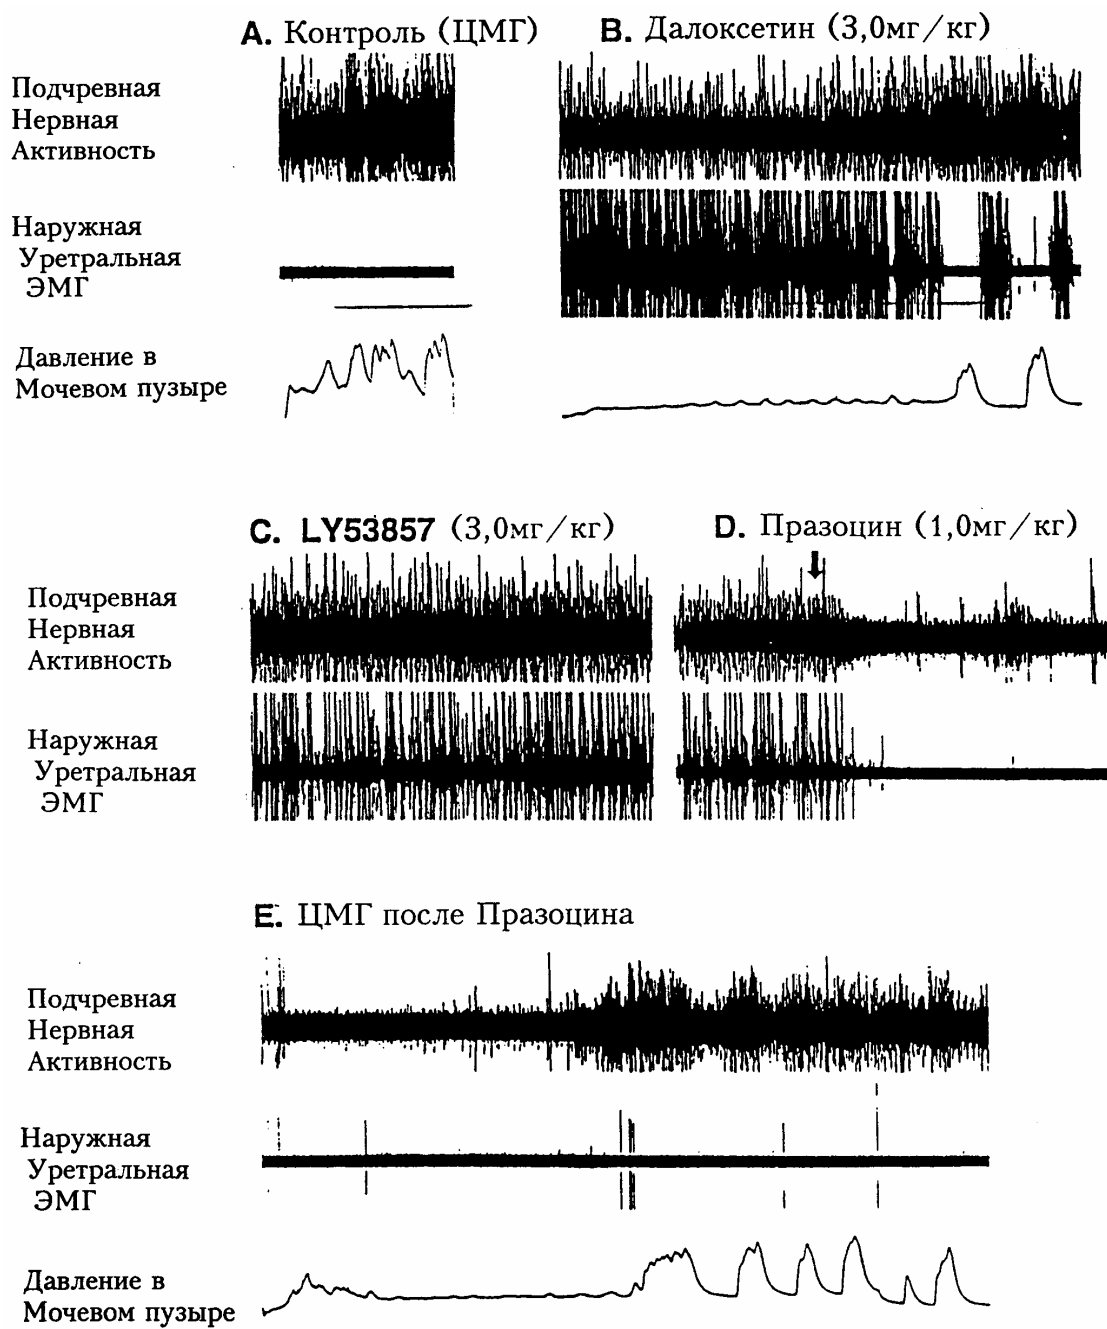 A. Контроль (ЦМГ)
B. Далоксетин (3,0мг/кг)
Подчревная
Нервная
Активность
Наружная
Уретральная
ЭМГ
Давление в
Мочевом пузыре
C. LY53857 (3,0мг/кг)
D. Празоцин (1,0мг/кг)
Подчревная
Нервная
Активность
Наружная
Уретральная
ЭМГ
E. ЦМГ после Празоцина
Подчревная
Нервная
Активность
Наружная
Уретральная
ЭМГ
Давление в
Мочевом пузыре